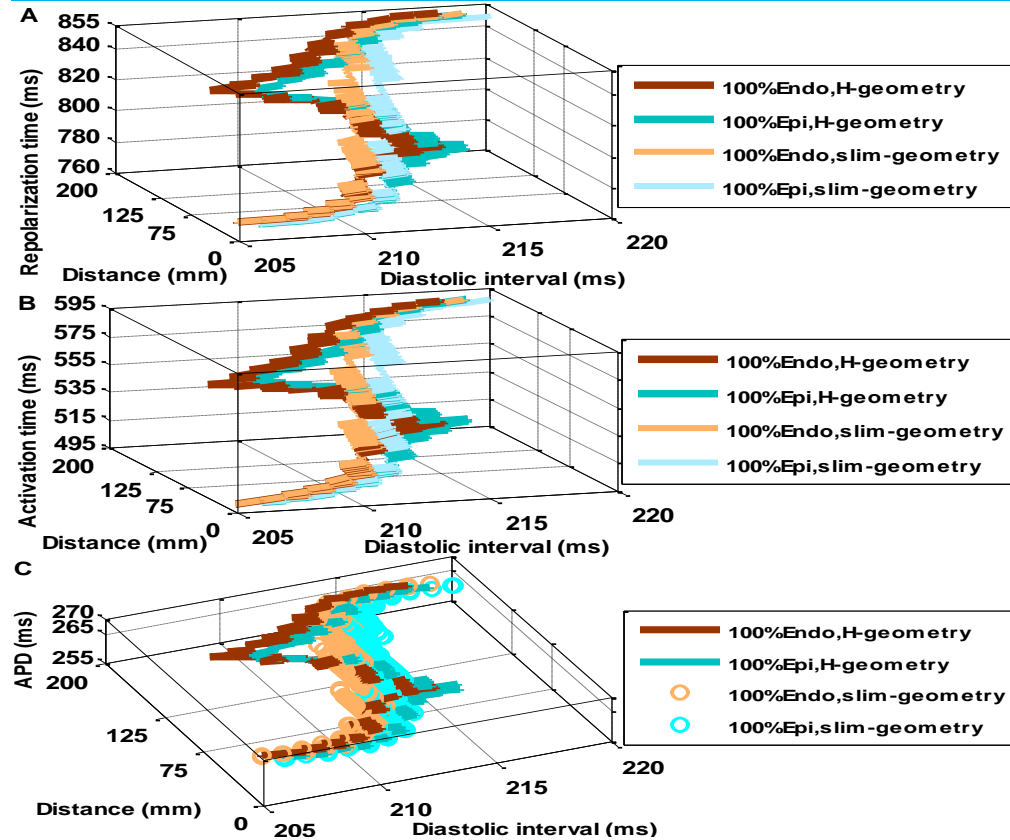 A
855
840
820
800
780
760
200
125
75
0
205
210
215
220
Repolarization time (ms)
Distance (mm)
Diastolic interval (ms)
100%Endo,H-geometry
100%Epi,H-geometry
100%Endo,slim-geometry
100%Epi,slim-geometry
B
595
575
555
535
515
495
200
125
75
0
205
210
215
220
Activation time (ms)
Distance (mm)
Diastolic interval (ms)
100%Endo,H-geometry
100%Epi,H-geometry
100%Endo,slim-geometry
100%Epi,slim-geometry
C
270
265
255
200
125
75
0
205
210
215
220
APD (ms)
Distance (mm)
Diastolic interval (ms)
100%Endo,H-geometry
100%Epi,H-geometry
100%Endo,slim-geometry
100%Epi,slim-geometry